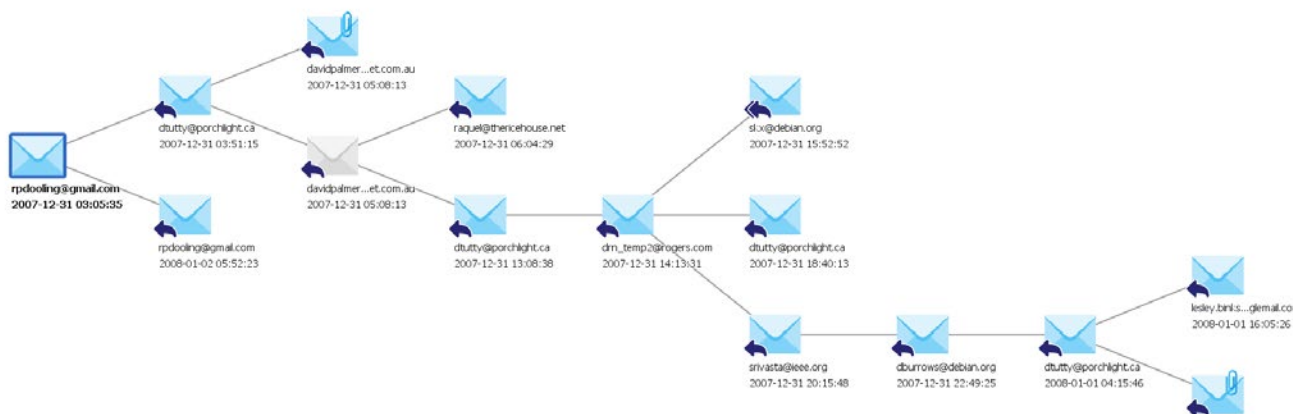 davidpalmer...et.com.au
2007-12-31 05:08:13
dtutty@porchlight.ca
2007-12-31 03:51:15
raquel@thericehouse.net
2007-12-31 06:04:29
2007-12-31 15:52:52
rpdooling@gmail.com
2007-12-31 03:05:35
davidpalmer...et.com.au
2007-12-31 05:08:13
rpdooling@gmail.com
2008-01-02 05:52:23
dtutty@porchlight.ca
2007-12-31 13:08:38
drn_temp2@rogers.com
2007-12-31 14:13:31
dtutty@porchlight.ca
2007-12-31 18:40:13
2008-01-01 16:05:26
srivasta@ieee.org
2007-12-31 20:15:48
dburrows@debian.org
2007-12-31 22:49:25
dtutty@porchlight.ca
2008-01-01 04:15:46